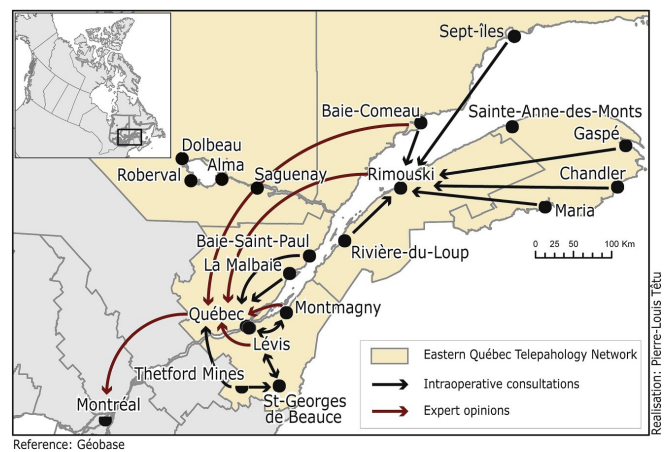 Sept-îles
Baie-Comeau
Sainte-Anne-des-Monts
Gaspé
Dolbeau
Alma
Roberval
Saguenay
Rimouski
Chandler
Maria
Baie-Saint-Paul
La Malbaie
Rivière-du-Loup
0 25 50 100 Km
Québec
Montmagny
Lévis
Thetford Mines
St-Georges
de Beauce
Montréal
Eastern Québec Telepahology Network
Intraoperative consultations
Expert opinions
Realisation: Pierre-Louis Têtu
Reference: Géobase